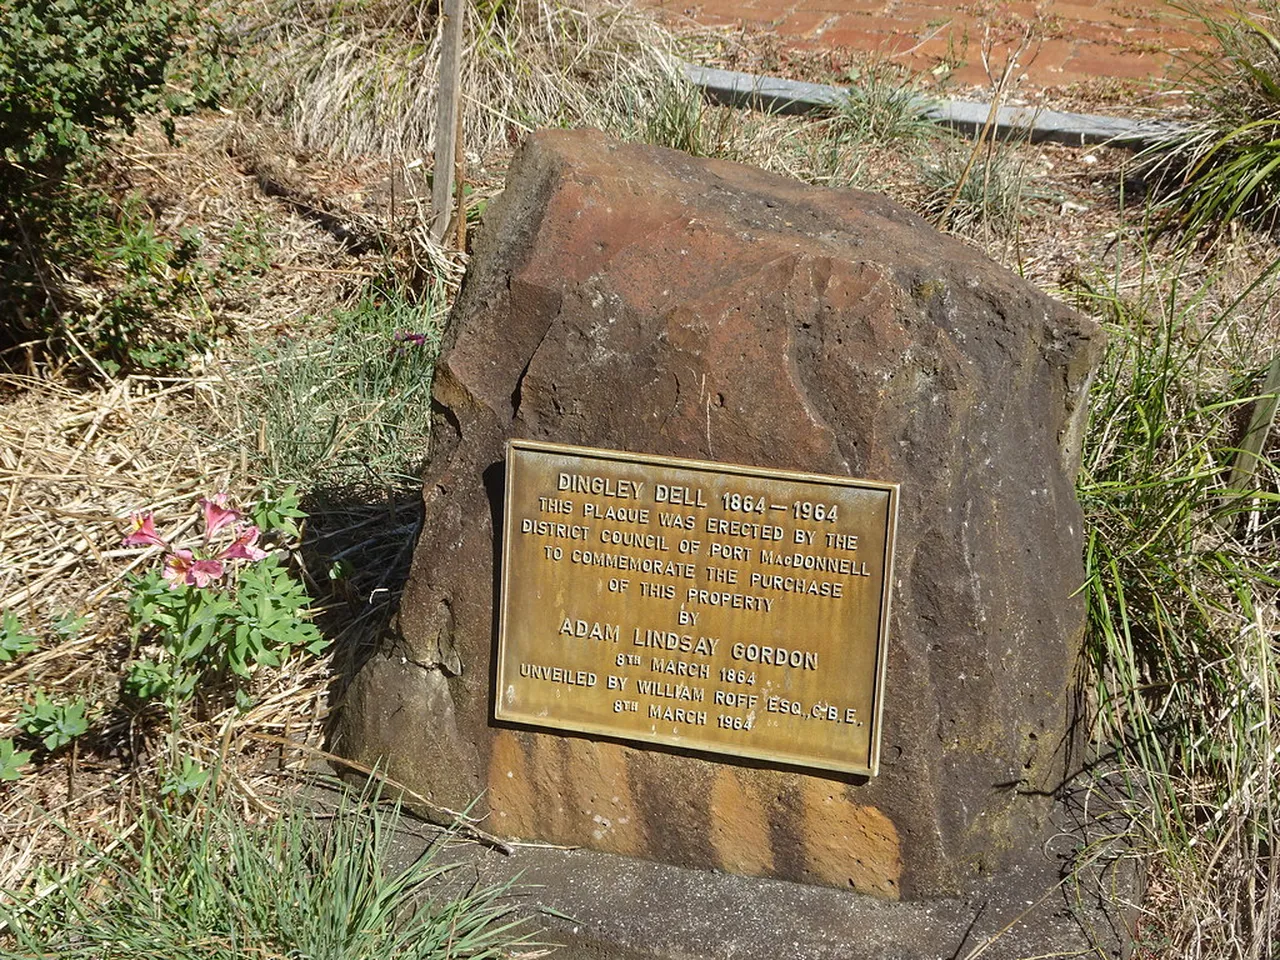 DINGLEY DELL 1864—1964
THIS PLAQUE WAS ERECTED BY THE
DISTRICT COUNCIL OF PORT MACDONNELL
TO COMMEMORATE THE PURCHASE
OF THIS PROPERTY
BY
ADAM LINDSAY GORDON
8TH MARCH 1864
UNVEILED BY WILLIAM ROFF ESQ., C.B.E.
8TH MARCH 1964